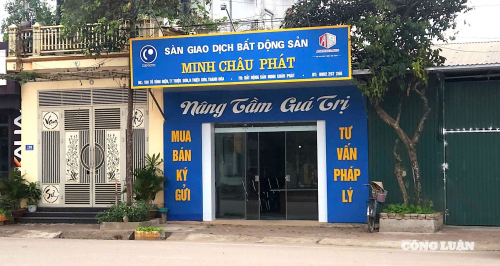 SÀN GIAO DỊCH BẤT ĐỘNG SẢN
MINH CHÂU PHÁT
Nâng Tầm Giá Trị
MUA
BÁN
KÝ
GỬI
TƯ
VẤN
PHÁP
LÝ
CÔNG LUẬN